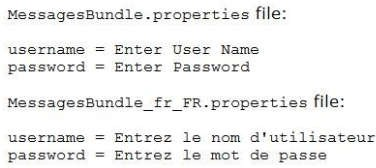 MessagesBundle.properties file:
username = Enter User Name
password = Enter Password
MessagesBundle_fr_FR.properties file:
username = Entrez le nom d'utilisateur
password = Entrez le mot de passe